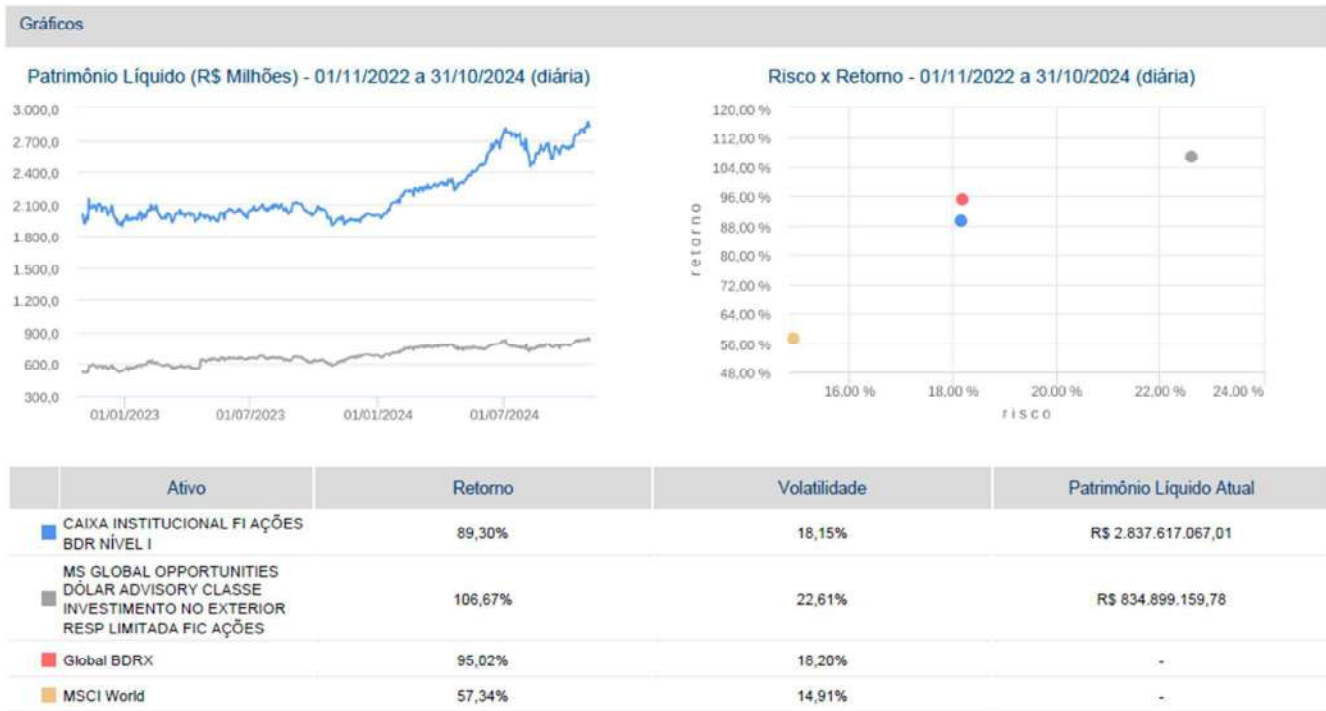 Gráficos
Patrimônio Líquido (R$ Milhões) - 01/11/2022 a 31/10/2024 (diária)
3.000,0
2.700,0
2.400,0
2.100,0
1.800,0
1.500,0
1.200,0
900,0
600,0
300,0
01/01/2023 01/07/2023 01/01/2024 01/07/2024
Risco x Retorno - 01/11/2022 a 31/10/2024 (diária)
retorno
120,00 %
112,00 %
104,00 %
96,00 %
88,00 %
80,00 %
72,00 %
64,00 %
56,00 %
48,00 %
16,00 % 18,00 % 20,00 % 22,00 % 24,00 %
risco
Ativo Retorno Volatilidade Patrimônio Líquido Atual
CAIXA INSTITUCIONAL FI AÇÕES
BDR NÍVEL I
89,30% 18,15% R$ 2.837.617.067,01
MS GLOBAL OPPORTUNITIES
DÓLAR ADVISORY CLASSE
INVESTIMENTO NO EXTERIOR
RESP LIMITADA FIC AÇÕES
106,67% 22,61% R$ 834.899.159,78
Global BDRX 95,02% 18,20% -
MSCI World 57,34% 14,91% -